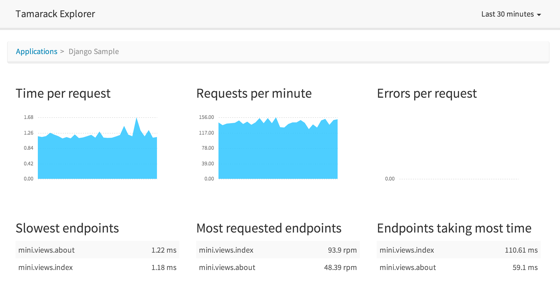 Tamarack Explorer
Last 30 minutes
Applications > Django Sample
Time per request
Requests per minute
Errors per request
1.68
1.26
0.84
0.42
0.00
156.00
117.00
78.00
39.00
0.00
0.00
Slowest endpoints
mini.views.about 1.22 ms
mini.views.index 1.18 ms
Most requested endpoints
mini.views.index 93.9 rpm
mini.views.about 48.39 rpm
Endpoints taking most time
mini.views.index 110.61 ms
mini.views.about 59.1 ms